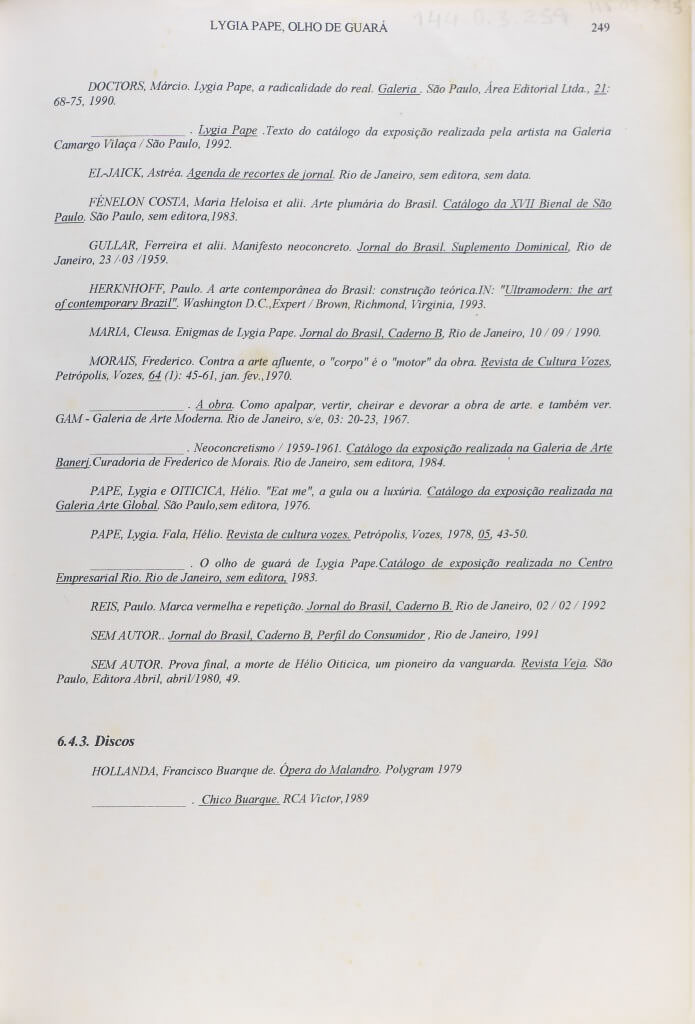 LYGIA PAPE, OLHO DE GUARÁ 249
DOCTORS, Márcio. Lygia Pape, a radicalidade do real. Galeria . São Paulo, Área Editorial Ltda., 21:
68-75, 1990.
________________ . Lygia Pape .Texto do catálogo da exposição realizada pela artista na Galeria
Camargo Vilaça / São Paulo, 1992.
EL-JAICK, Astréa. Agenda de recortes de jornal. Rio de Janeiro, sem editora, sem data.
FÉNELON COSTA, Maria Heloisa et alii. Arte plumária do Brasil. Catálogo da XVII Bienal de São
Paulo. São Paulo, sem editora,1983.
GULLAR, Ferreira et alii. Manifesto neoconcreto. Jornal do Brasil. Suplemento Dominical, Rio de
Janeiro, 23 / 03 /1959.
HERKNHOFF, Paulo. A arte contemporânea do Brasil: construção teórica.IN: "Ultramodern: the art
of contemporary Brazil". Washington D.C.,Expert / Brown, Richmond, Virginia, 1993.
MARIA, Cleusa. Enigmas de Lygia Pape. Jornal do Brasil, Caderno B, Rio de Janeiro, 10 / 09 / 1990.
MORAIS, Frederico. Contra a arte afluente, o "corpo" é o "motor" da obra. Revista de Cultura Vozes,
Petrópolis, Vozes, 64 (1): 45-61, jan. fev.,1970.
________________ . A obra. Como apalpar, vertir, cheirar e devorar a obra de arte. e também ver.
GAM - Galeria de Arte Moderna. Rio de Janeiro, s/e, 03: 20-23, 1967.
________________ . Neoconcretismo / 1959-1961. Catálogo da exposição realizada na Galeria de Arte
Banerj.Curadoria de Frederico de Morais. Rio de Janeiro, sem editora, 1984.
PAPE, Lygia e OITICICA, Hélio. "Eat me", a gula ou a luxúria. Catálogo da exposição realizada na
Galeria Arte Global. São Paulo,sem editora, 1976.
PAPE, Lygia. Fala, Hélio. Revista de cultura vozes. Petrópolis, Vozes, 1978, 05, 43-50.
________________ . O olho de guará de Lygia Pape.Catálogo de exposição realizada no Centro
Empresarial Rio. Rio de Janeiro, sem editora, 1983.
REIS, Paulo. Marca vermelha e repetição. Jornal do Brasil, Caderno B. Rio de Janeiro, 02 / 02 / 1992
SEM AUTOR.. Jornal do Brasil, Caderno B, Perfil do Consumidor , Rio de Janeiro, 1991
SEM AUTOR. Prova final, a morte de Hélio Oiticica, um pioneiro da vanguarda. Revista Veja. São
Paulo, Editora Abril, abril/1980, 49.
6.4.3. Discos
HOLLANDA, Francisco Buarque de. Ópera do Malandro. Polygram 1979
________________ . Chico Buarque. RCA Victor,1989